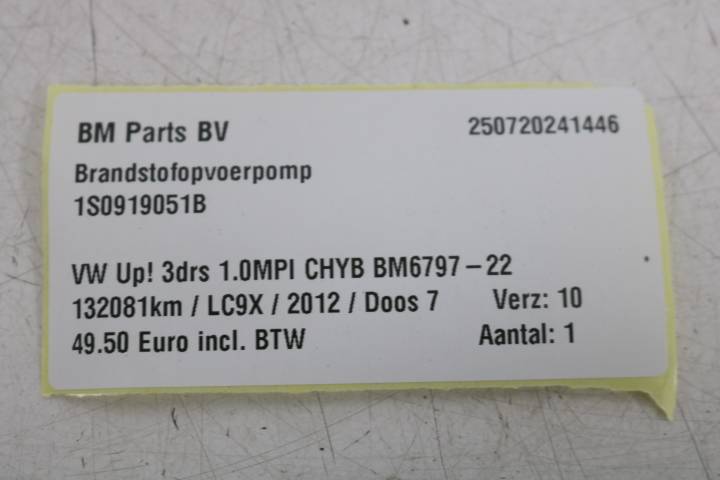 BM Parts BV 250720241446
Brandstofopvoerpomp
1S0919051B
VW Up! 3drs 1.0MPI CHYB BM6797-22
132081km / LC9X / 2012 / Doos 7 Verz: 10
49.50 Euro incl. BTW Aantal: 1